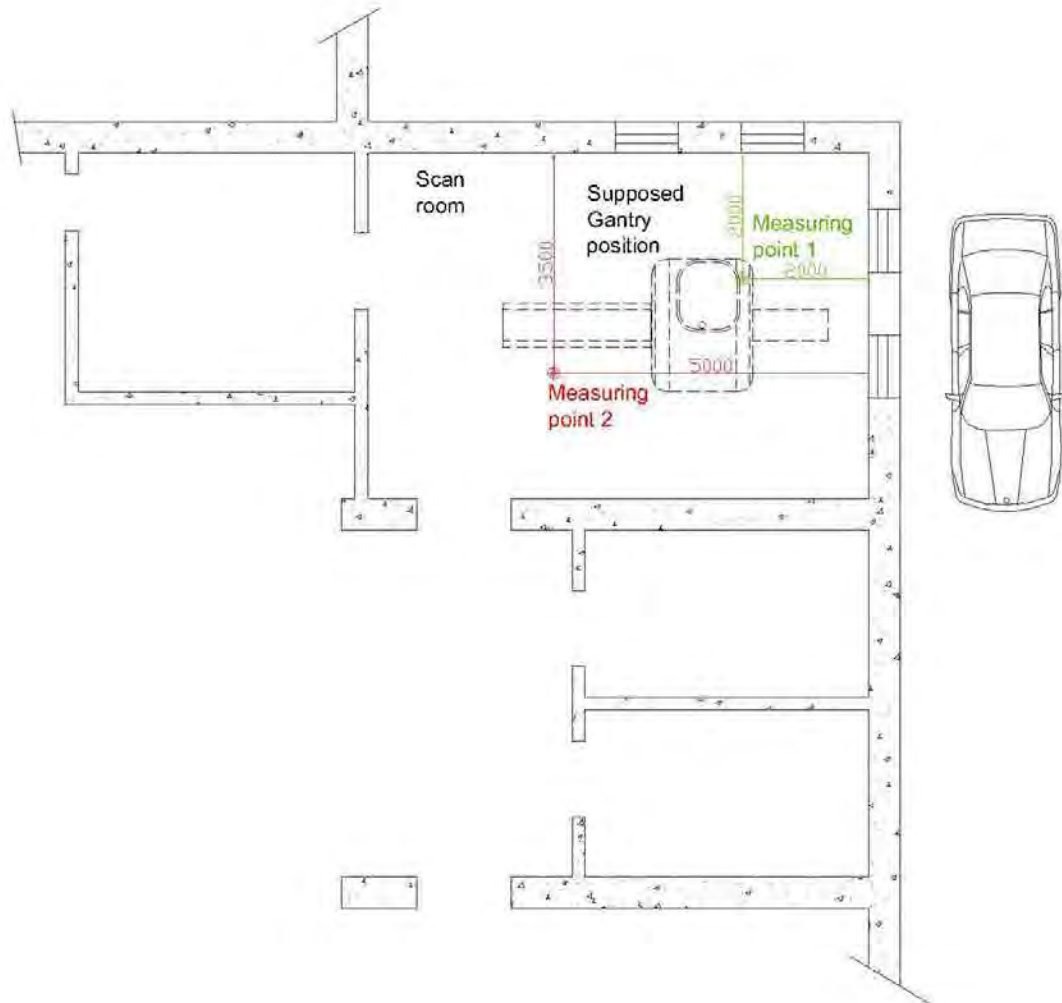 Scan
room
Supposed
Gantry
position
2000
Measuring
point 1
2000
3500
5000
Measuring
point 2